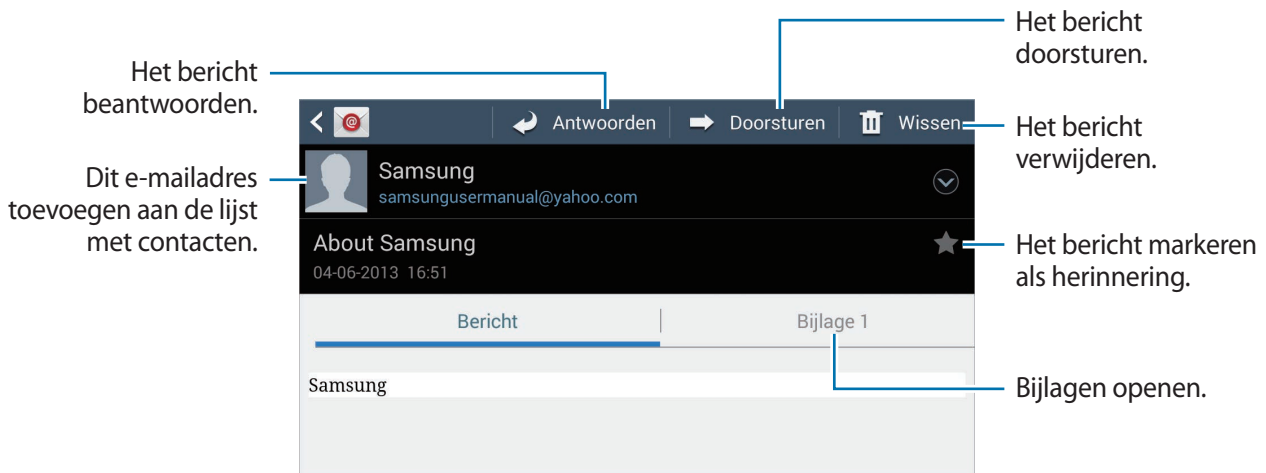 Het bericht
doorsturen.
Het bericht
beantwoorden.
Antwoorden
Doorsturen
Wissen
Het bericht
verwijderen.
Dit e-mailadres
toevoegen aan de lijst
met contacten.
Samsung
samsungusermanual@yahoo.com
About Samsung
04-06-2013 16:51
Het bericht markeren
als herinnering.
Bericht
Bijlage 1
Samsung
Bijlagen openen.